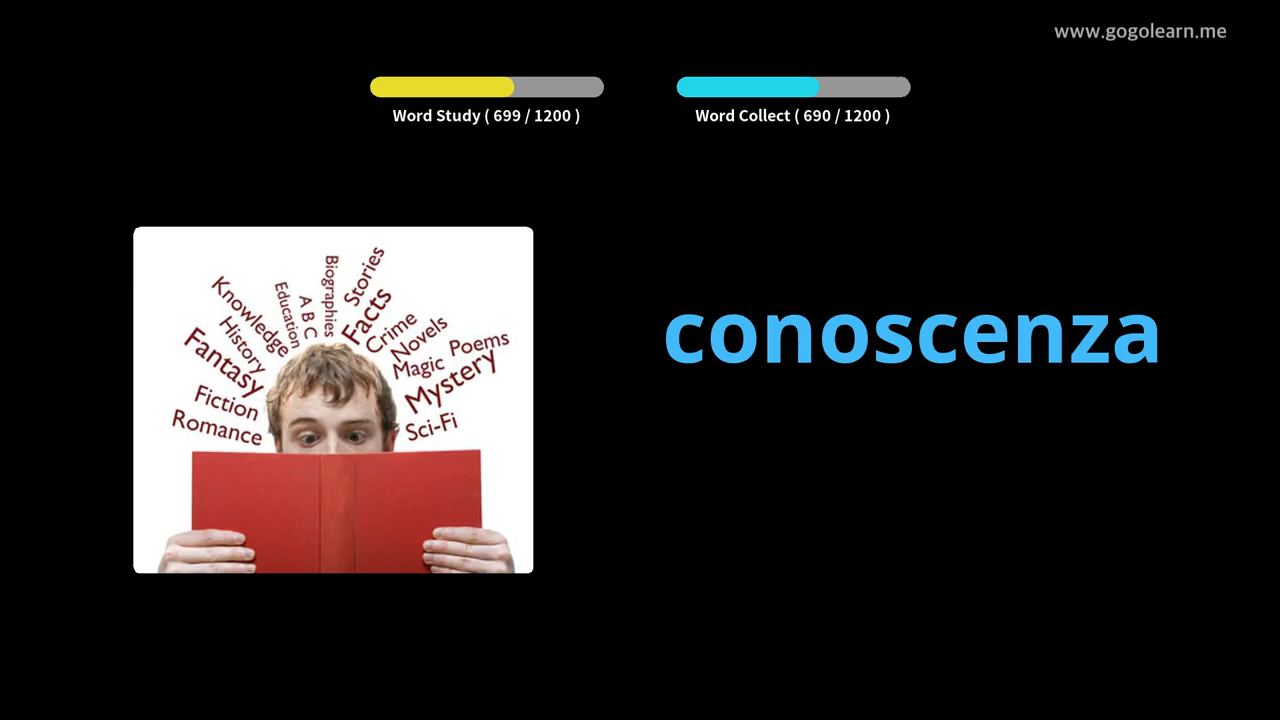 www.gogolearn.me
Word Study ( 699 / 1200 )
Word Collect ( 690 / 1200 )
Knowledge
Education
A B C
Biographies
Stories
Facts
Crime
Novels
Poems
History
Magic
Fantasy
Mystery
Fiction
Sci-Fi
Romance
conoscenza